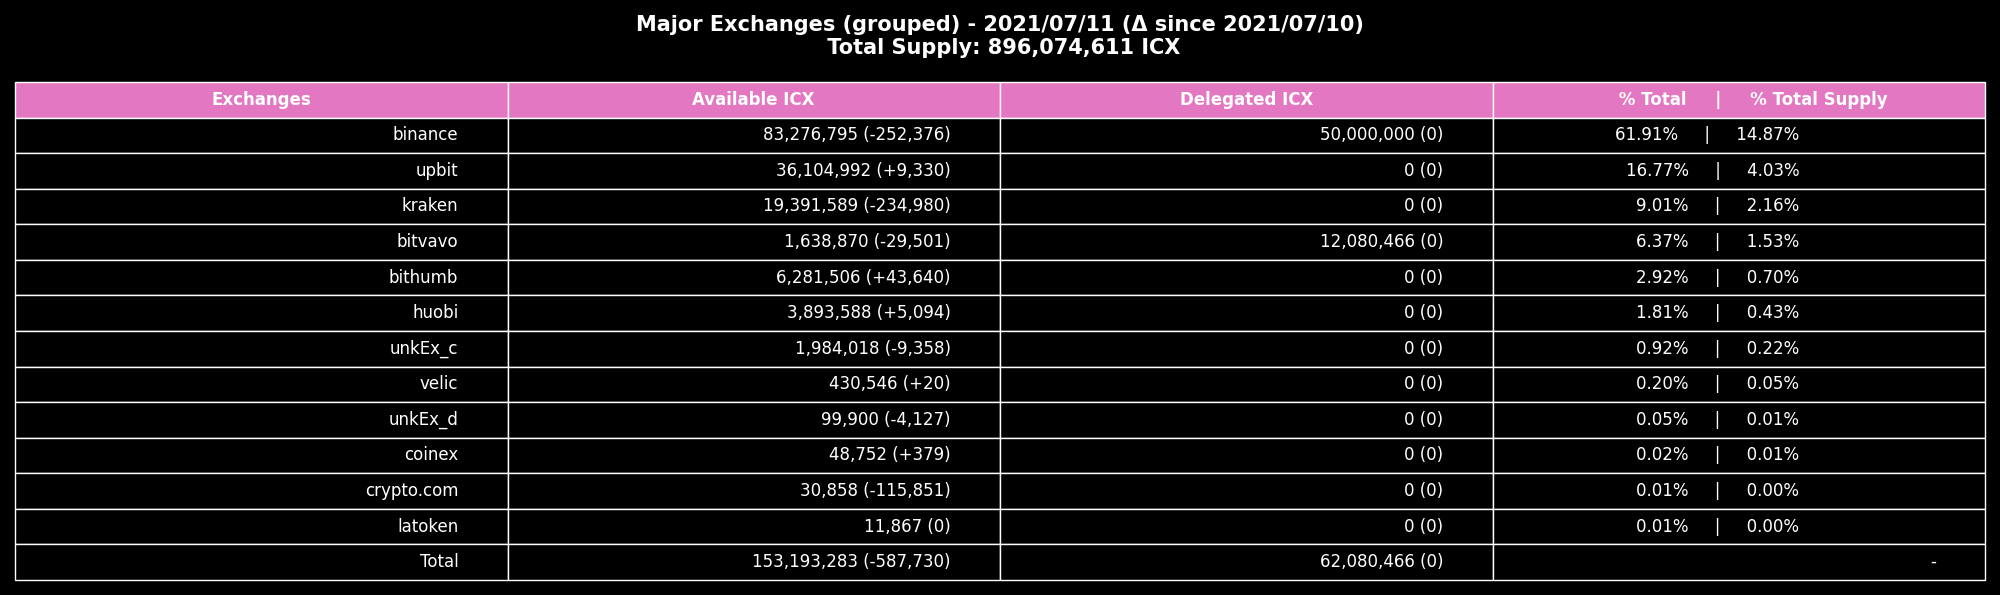 Major Exchanges (grouped) - 2021/07/11 (Δ since 2021/07/10)
Total Supply: 896,074,611 ICX
Exchanges Available ICX Delegated ICX % Total | % Total Supply
binance 83,276,795 (-252,376) 50,000,000 (0) 61.91% | 14.87%
upbit 36,104,992 (+9,330) 0 (0) 16.77% | 4.03%
kraken 19,391,589 (-234,980) 0 (0) 9.01% | 2.16%
bitvavo 1,638,870 (-29,501) 12,080,466 (0) 6.37% | 1.53%
bithumb 6,281,506 (+43,640) 0 (0) 2.92% | 0.70%
huobi 3,893,588 (+5,094) 0 (0) 1.81% | 0.43%
unkEx_c 1,984,018 (-9,358) 0 (0) 0.92% | 0.22%
velic 430,546 (+20) 0 (0) 0.20% | 0.05%
unkEx_d 99,900 (-4,127) 0 (0) 0.05% | 0.01%
coinex 48,752 (+379) 0 (0) 0.02% | 0.01%
crypto.com 30,858 (-115,851) 0 (0) 0.01% | 0.00%
latoken 11,867 (0) 0 (0) 0.01% | 0.00%
Total 153,193,283 (-587,730) 62,080,466 (0) -